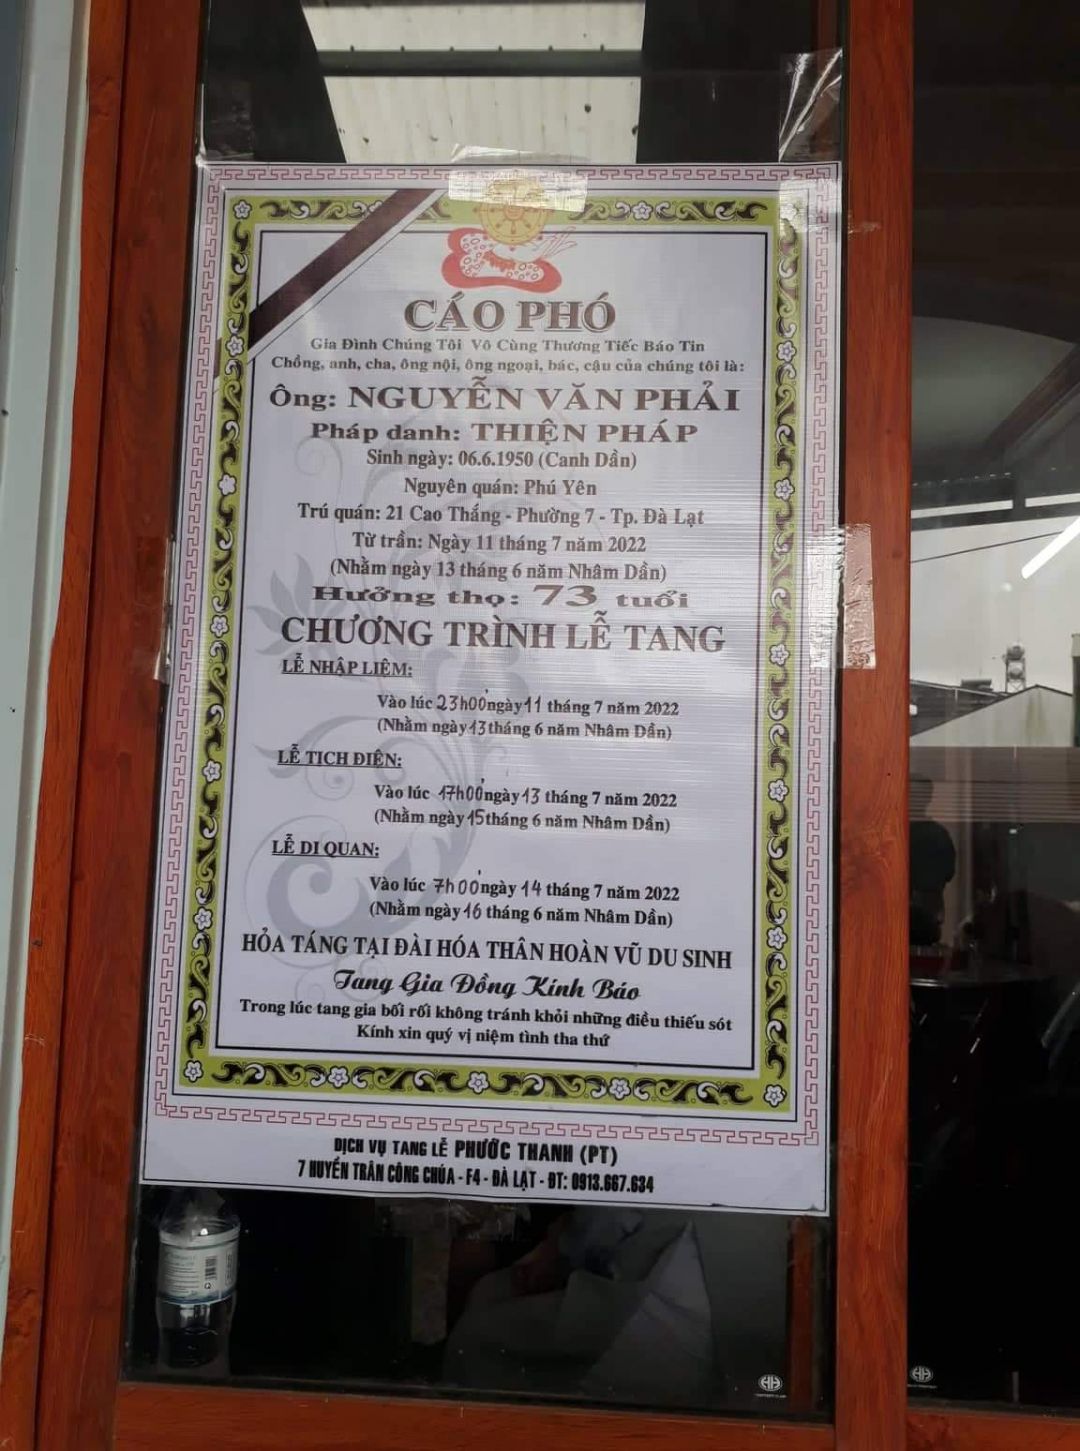 CÁO PHÓ
Gia Đình Chúng Tôi Vô Cùng Thương Tiếc Báo Tin
Chồng, anh, cha, ông nội, ông ngoại, bác, cậu của chúng tôi là:
Ông: NGUYỄN VĂN PHẢI
Pháp danh: THIỆN PHÁP
Sinh ngày: 06.6.1950 (Canh Dần)
Nguyên quán: Phú Yên
Trú quán: 21 Cao Thắng - Phường 7 - Tp. Đà Lạt
Từ trần: Ngày 11 tháng 7 năm 2022
(Nhằm ngày 13 tháng 6 năm Nhâm Dần)
Hưởng thọ: 73 tuổi
CHƯƠNG TRÌNH LỄ TANG
LỄ NHẬP LIỆM:
Vào lúc 23h00 ngày 11 tháng 7 năm 2022
(Nhằm ngày 13 tháng 6 năm Nhâm Dần)
LỄ TỊCH ĐIỆN:
Vào lúc 17h00 ngày 13 tháng 7 năm 2022
(Nhằm ngày 15 tháng 6 năm Nhâm Dần)
LỄ DI QUAN:
Vào lúc 7h00 ngày 14 tháng 7 năm 2022
(Nhằm ngày 16 tháng 6 năm Nhâm Dần)
HỎA TÁNG TẠI ĐÀI HÓA THÂN HOÀN VŨ DU SINH
Tang Gia Đồng Kính Báo
Trong lúc tang gia bối rối không tránh khỏi những điều thiếu sót
Kính xin quý vị niệm tình tha thứ
DỊCH VỤ TANG LỄ PHƯỚC THANH (PT)
7 HUYỀN TRÂN CÔNG CHÚA - F4 - ĐÀ LẠT - ĐT: 0913.667.634